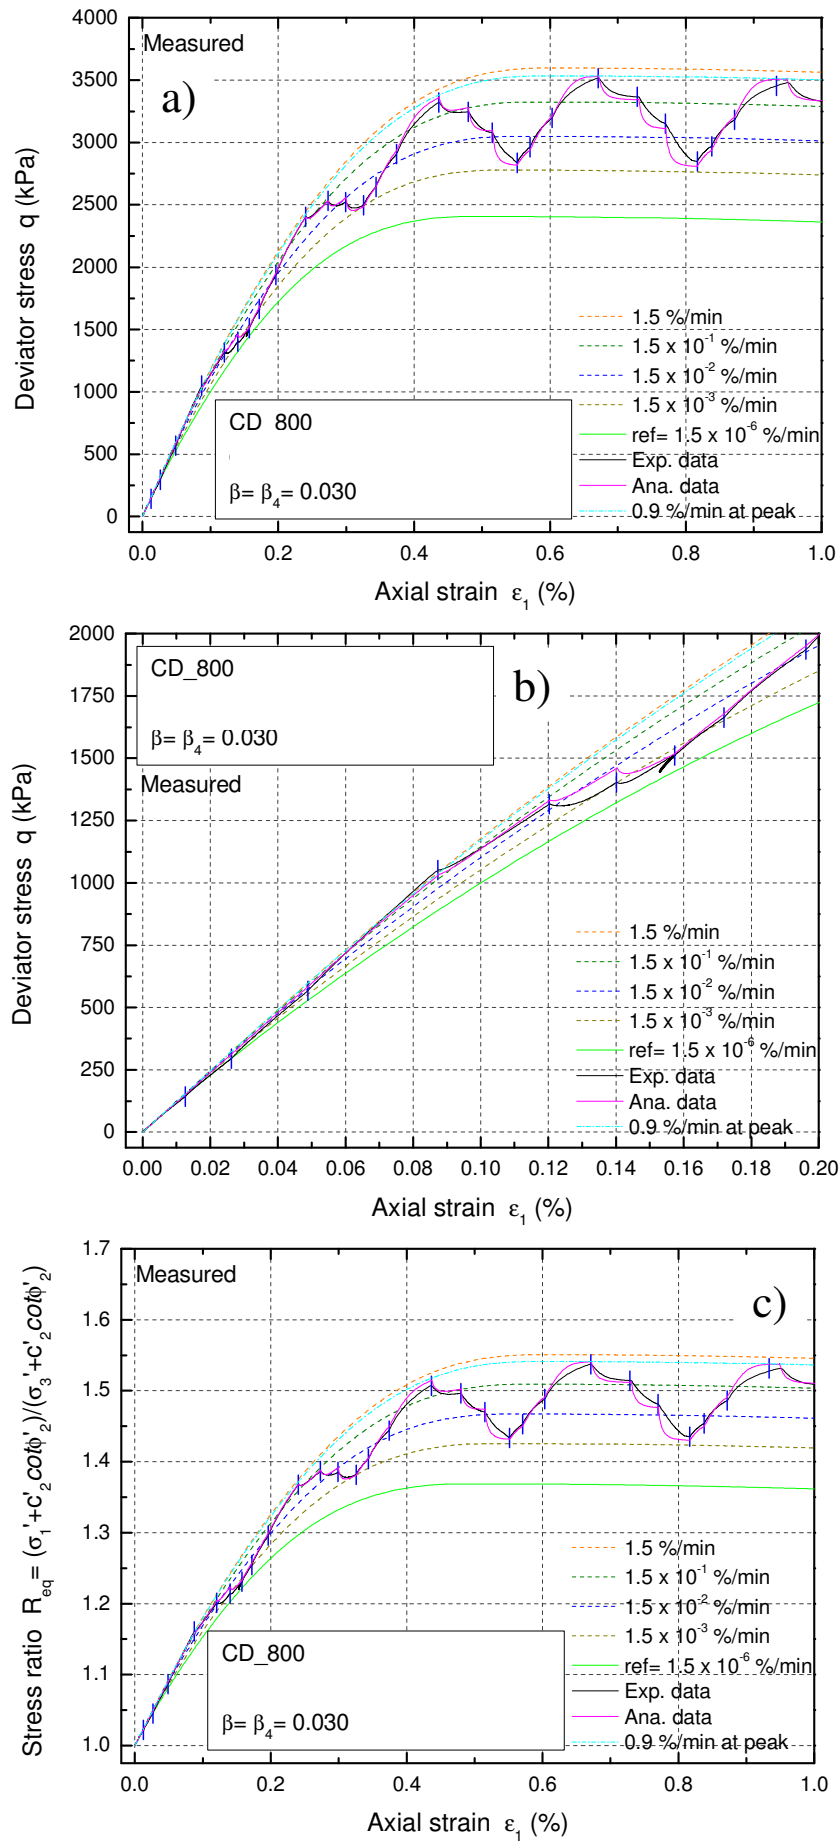 4000
3500
3000
2500
2000
1500
1000
500
0
Deviator stress q (kPa)
Measured
a)
1.5 %/min
1.5 x 10⁻¹ %/min
1.5 x 10⁻² %/min
1.5 x 10⁻³ %/min
ref= 1.5 x 10⁻⁶ %/min
Exp. data
Ana. data
0.9 %/min at peak
CD 800
β= β₄= 0.030
0.0 0.2 0.4 0.6 0.8 1.0
Axial strain ε₁ (%)
2000
1750
1500
1250
1000
750
500
250
0
Deviator stress q (kPa)
CD_800
β= β₄= 0.030
Measured
b)
1.5 %/min
1.5 x 10⁻¹ %/min
1.5 x 10⁻² %/min
1.5 x 10⁻³ %/min
ref= 1.5 x 10⁻⁶ %/min
Exp. data
Ana. data
0.9 %/min at peak
0.00 0.02 0.04 0.06 0.08 0.10 0.12 0.14 0.16 0.18 0.20
Axial strain ε₁ (%)
1.7
1.6
1.5
1.4
1.3
1.2
1.1
1.0
Stress ratio R_eq= (σ₁'+c'₂cotϕ'₂)/(σ₃'+c'₂cotϕ'₂)
Measured
c)
1.5 %/min
1.5 x 10⁻¹ %/min
1.5 x 10⁻² %/min
1.5 x 10⁻³ %/min
ref= 1.5 x 10⁻⁶ %/min
Exp. data
Ana. data
0.9 %/min at peak
CD_800
β= β₄= 0.030
0.0 0.2 0.4 0.6 0.8 1.0
Axial strain ε₁ (%)